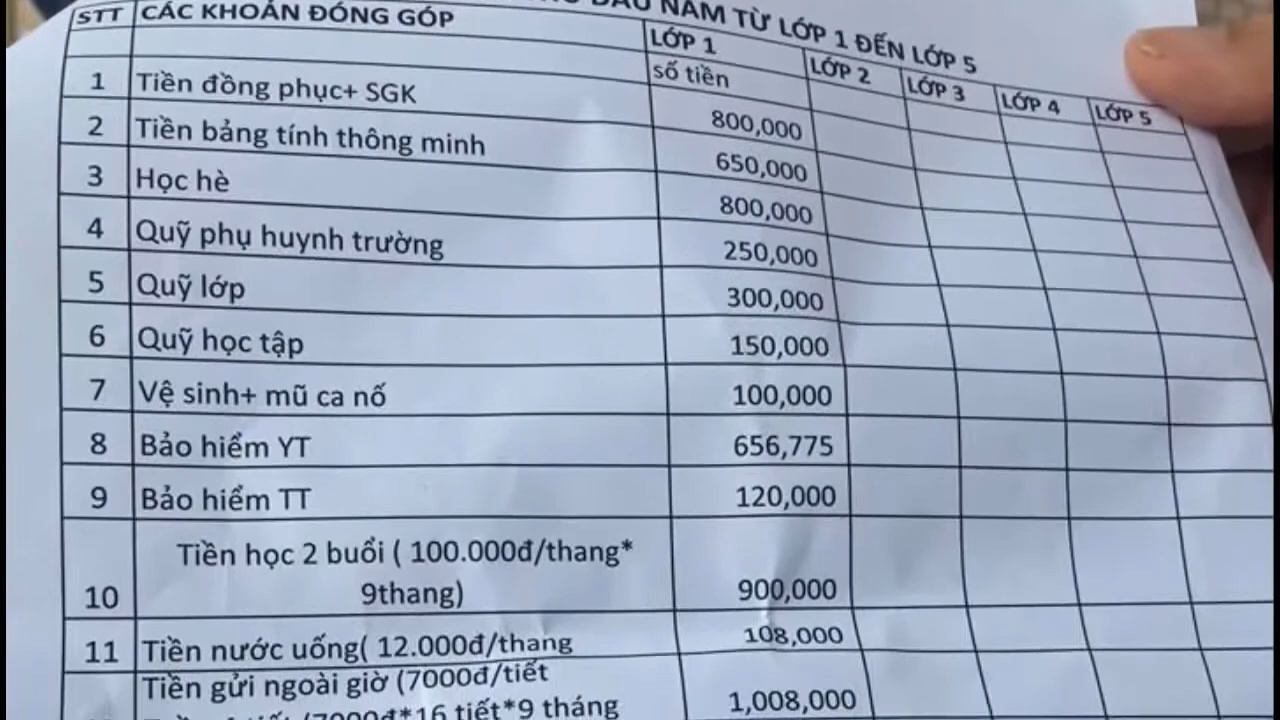 NĂM TỪ LỚP 1 ĐẾN LỚP 5
STT CÁC KHOẢN ĐÓNG GÓP LỚP 1 LỚP 2 LỚP 3 LỚP 4 LỚP 5
số tiền
1 Tiền đồng phục+ SGK 800,000
2 Tiền bảng tính thông minh 650,000
3 Học hè 800,000
4 Quỹ phụ huynh trường 250,000
5 Quỹ lớp 300,000
6 Quỹ học tập 150,000
7 Vệ sinh+ mũ ca nố 100,000
8 Bảo hiểm YT 656,775
9 Bảo hiểm TT 120,000
Tiền học 2 buổi ( 100.000đ/thang*
10 9thang) 900,000
11 Tiền nước uống( 12.000đ/thang 108,000
Tiền gửi ngoài giờ (7000đ/tiết
(7000đ*16 tiết*9 tháng 1,008,000